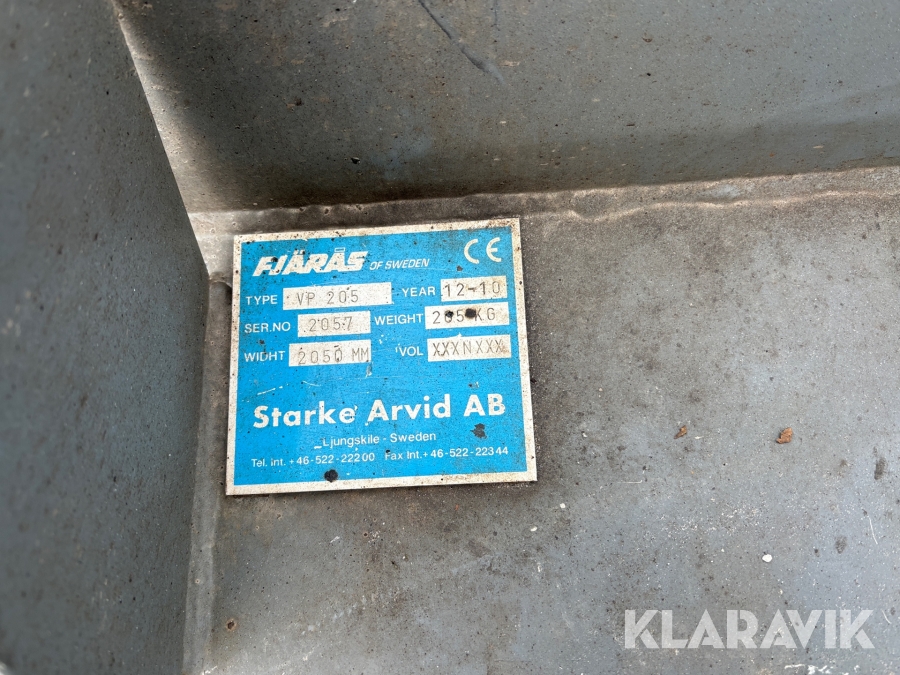 FJÄRÅS OF SWEDEN CE
TYPE VP 205 YEAR 12-10
SER.NO 2057 WEIGHT 205 KG
WIDHT 2050 MM VOL XXXNXXX
Starke Arvid AB
Ljungskile - Sweden
Tel. int. +46-522-22200 Fax Int.+46-522-22344
KLARAVIK